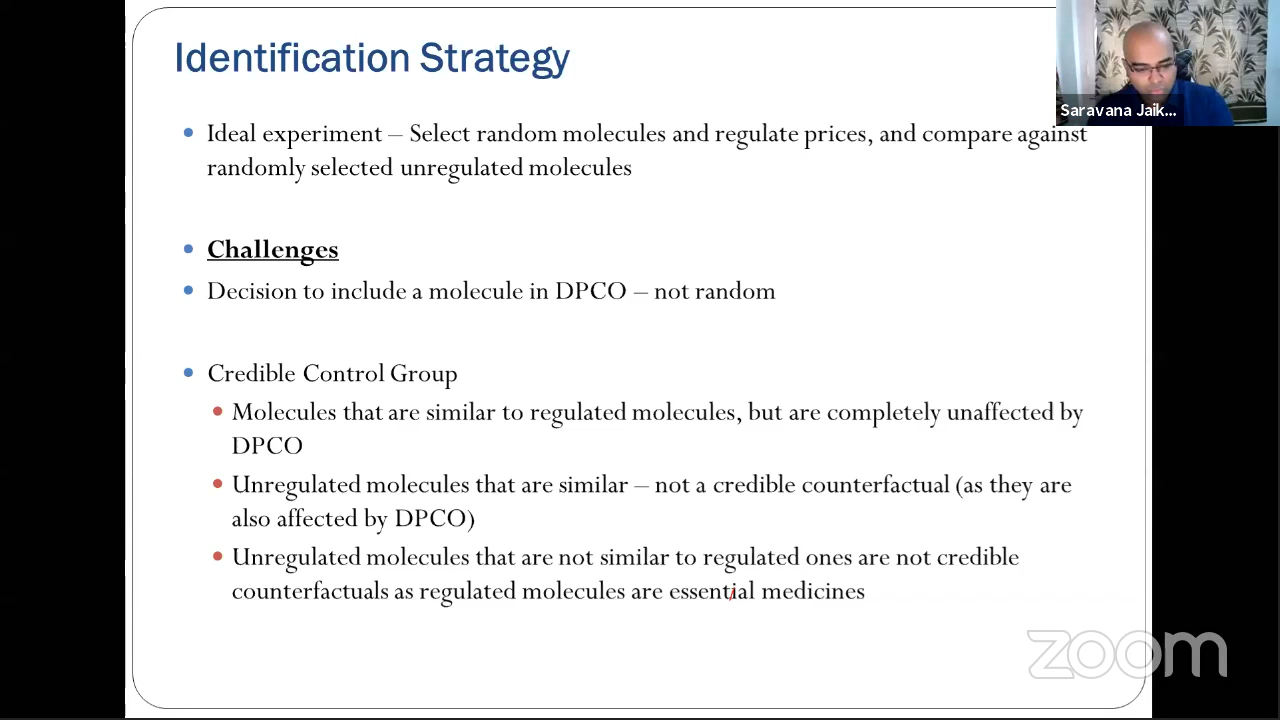 Identification Strategy
Saravana Jaik...
Ideal experiment – Select random molecules and regulate prices, and compare against
randomly selected unregulated molecules
Challenges
Decision to include a molecule in DPCO – not random
Credible Control Group
Molecules that are similar to regulated molecules, but are completely unaffected by
DPCO
Unregulated molecules that are similar – not a credible counterfactual (as they are
also affected by DPCO)
Unregulated molecules that are not similar to regulated ones are not credible
counterfactuals as regulated molecules are essential medicines
zoom